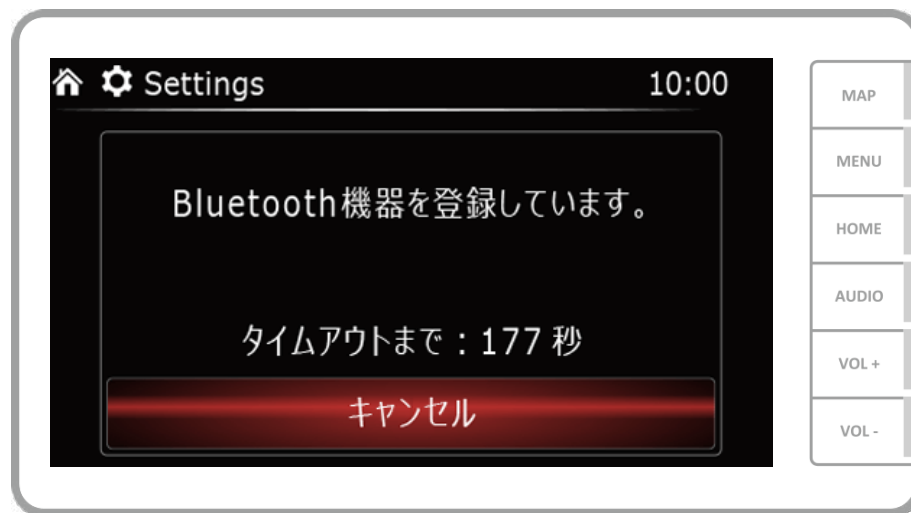 Settings 10:00
Bluetooth機器を登録しています。
タイムアウトまで：177 秒
キャンセル
MAP
MENU
HOME
AUDIO
VOL +
VOL -